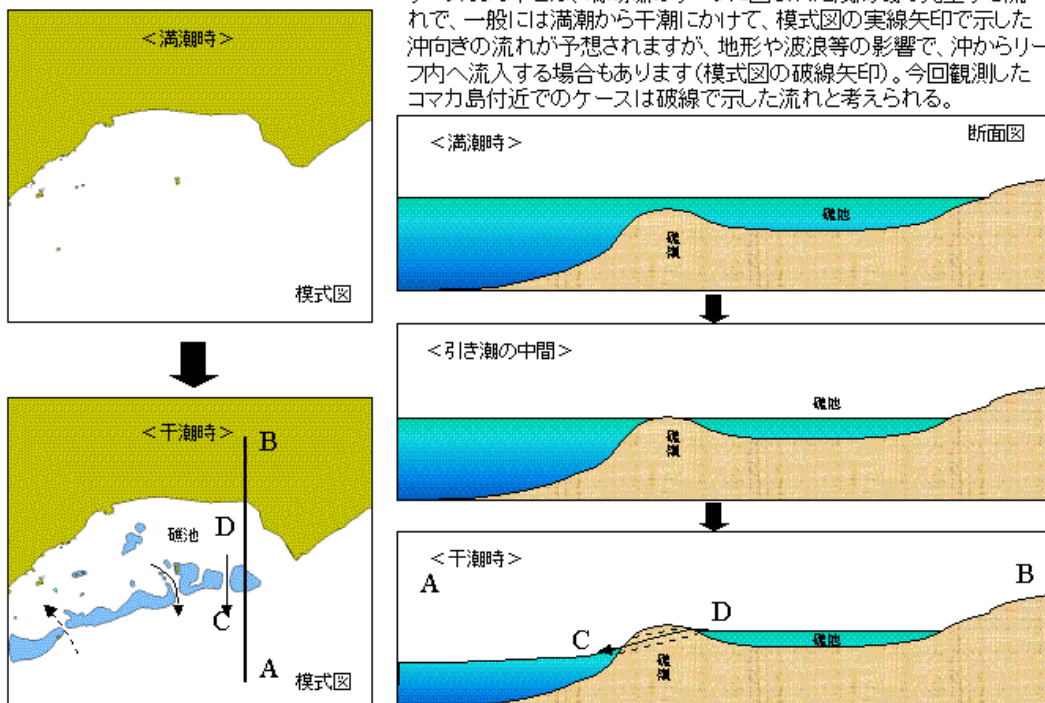 れで、一般には満潮から干潮にかけて、模式図の実線矢印で示した
沖向きの流れが予想されますが、地形や波浪等の影響で、沖からリー
フ内へ流入する場合もあります(模式図の破線矢印)。今回観測した
コマカ島付近でのケースは破線で示した流れと考えられる。
<満潮時>
模式図
<干潮時>
B
礁池
D
C
A
模式図
<満潮時>
断面図
礁池
礁嶺
<引き潮の中間>
礁池
礁嶺
<干潮時>
A
B
D
C
礁池
礁嶺